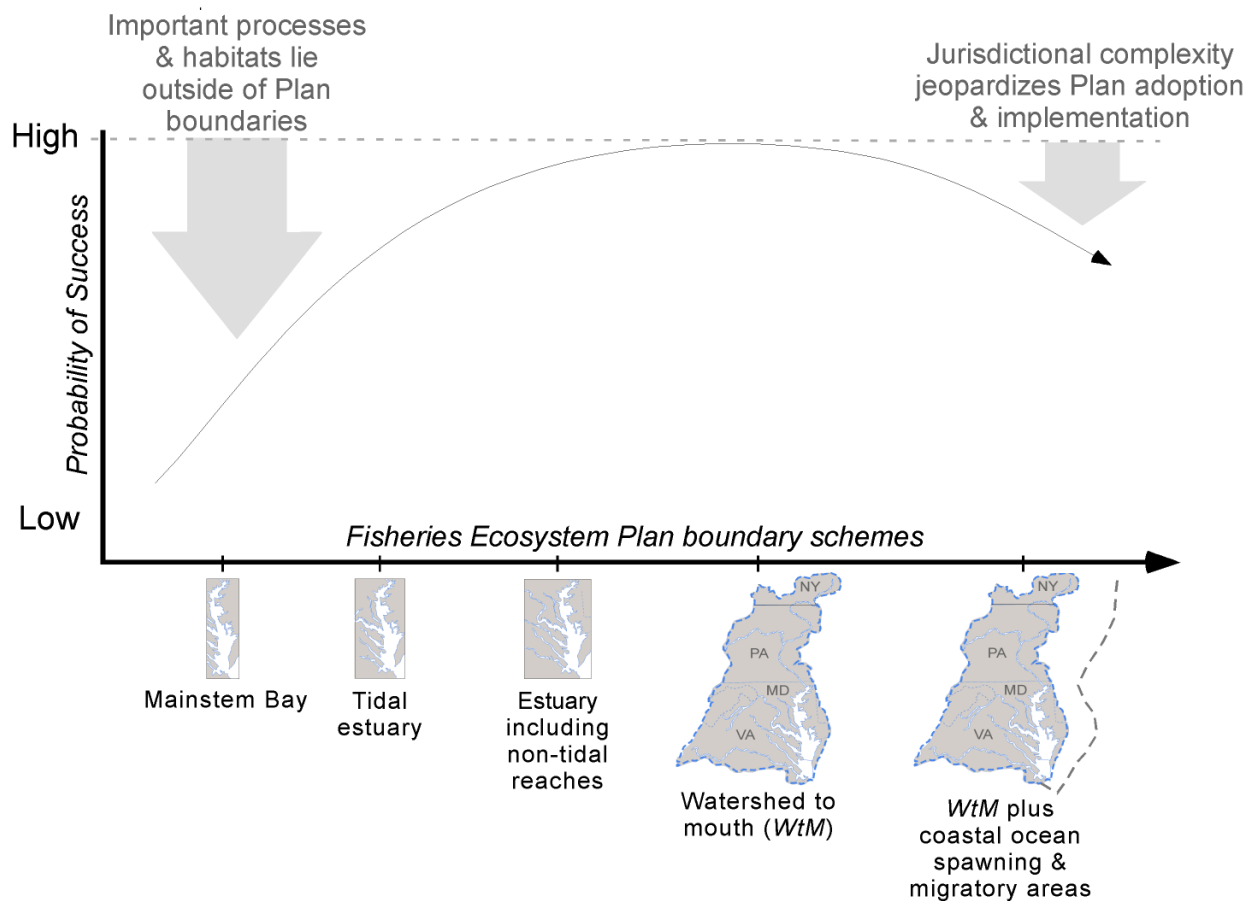 Important processes
& habitats lie
outside of Plan
boundaries
Jurisdictional complexity
jeopardizes Plan adoption
& implementation
High
Probability of Success
Low
Fisheries Ecosystem Plan boundary schemes
NY
PA
MD
VA
NY
PA
MD
VA
Mainstem Bay
Tidal
estuary
Estuary
including
non-tidal
reaches
Watershed to
mouth (WtM)
WtM plus
coastal ocean
spawning &
migratory areas